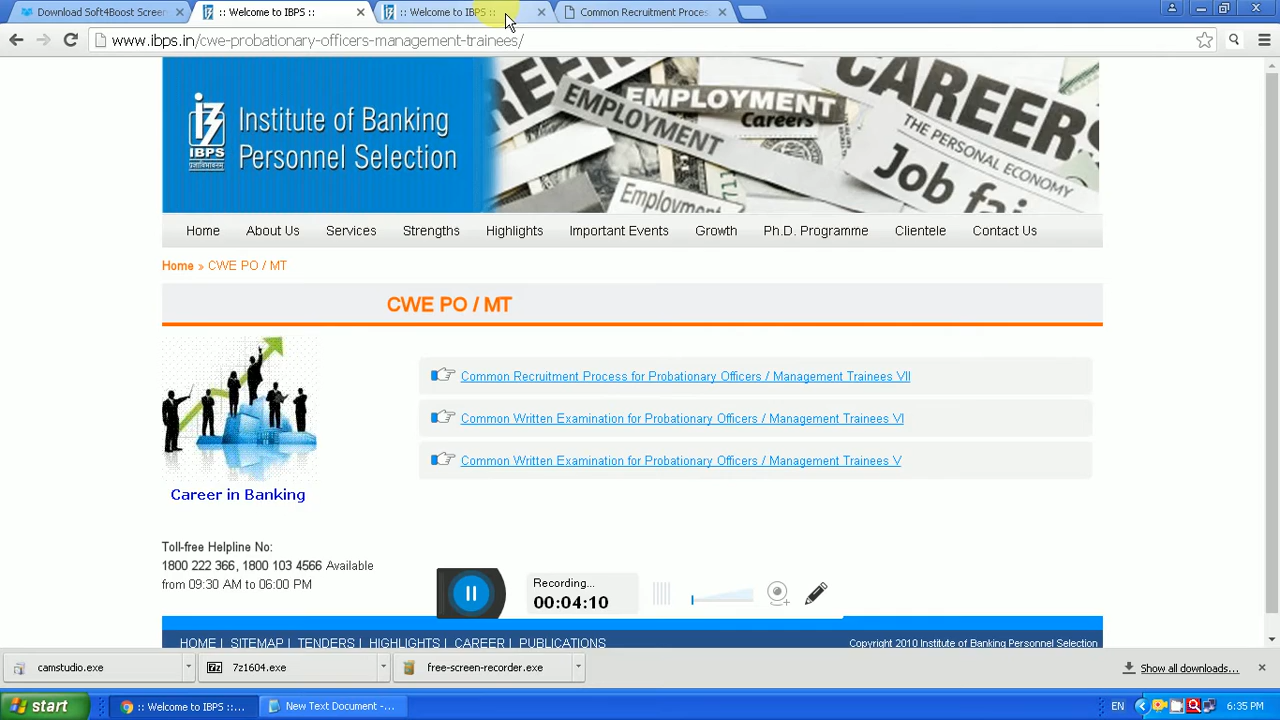 Download Soft4Boost Screen
:: Welcome to IBPS ::
:: Welcome to IBPS ::
Common Recruitment Proces
www.ibps.in/cwe-probationary-officers-management-trainees/
IBPS
Institute of Banking
Personnel Selection
EMPLOYMENT
EMPLOYMENT
Careers
CAREERS
THE PERSONAL ECONOMY
Job fai
Employment
Home
About Us
Services
Strengths
Highlights
Important Events
Growth
Ph.D. Programme
Clientele
Contact Us
Home » CWE PO / MT
CWE PO / MT
Common Recruitment Process for Probationary Officers / Management Trainees VII
Common Written Examination for Probationary Officers / Management Trainees VI
Common Written Examination for Probationary Officers / Management Trainees V
Career in Banking
Toll-free Helpline No:
1800 222 366, 1800 103 4566 Available
from 09:30 AM to 06:00 PM
Recording...
00:04:10
HOME | SITEMAP | TENDERS | HIGHLIGHTS | CAREER | PUBLICATIONS
Copyright 2010 Institute of Banking Personnel Selection
camstudio.exe
7z1604.exe
free-screen-recorder.exe
Show all downloads...
start
:: Welcome to IBPS ::...
New Text Document -...
EN
6:35 PM